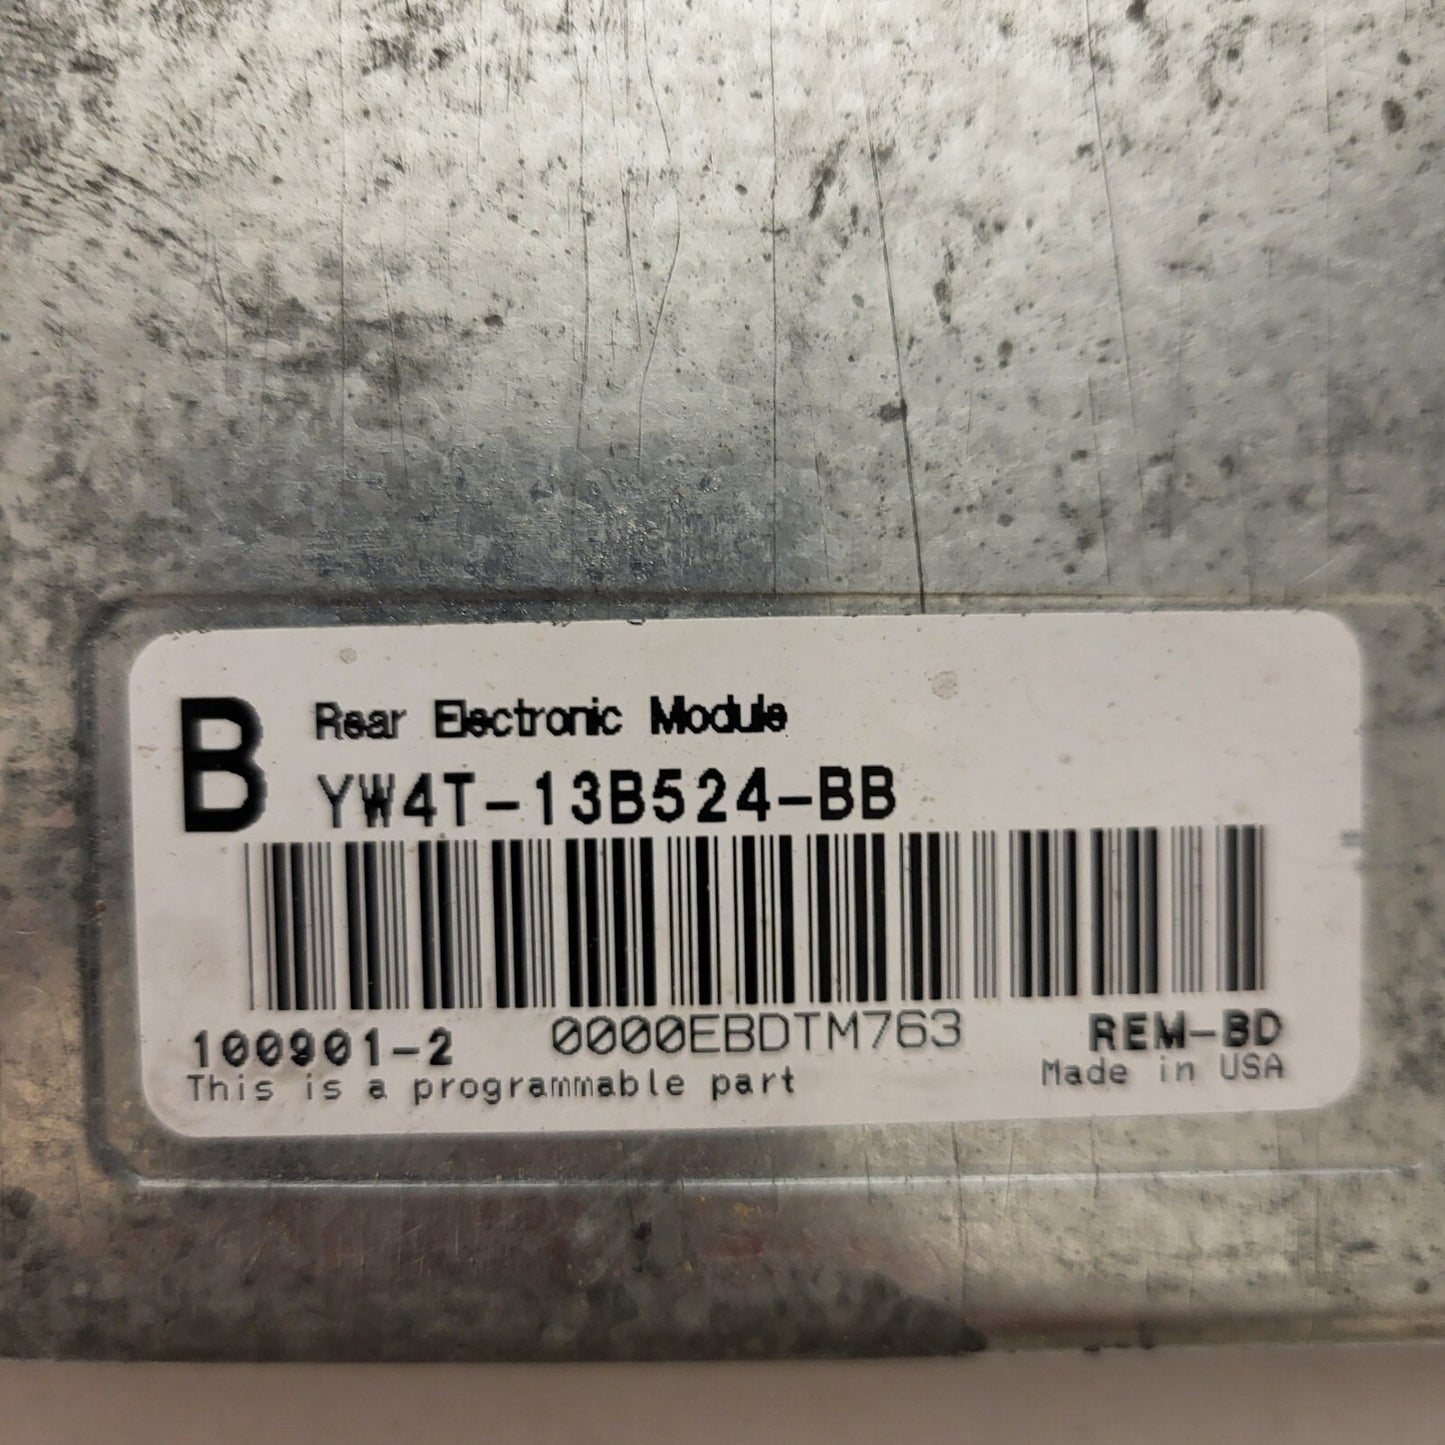 B Rear Electronic Module
YW4T-13B524-BB
100901-2 0000EBDTM763 REM-BD
This is a programmable part Made in USA